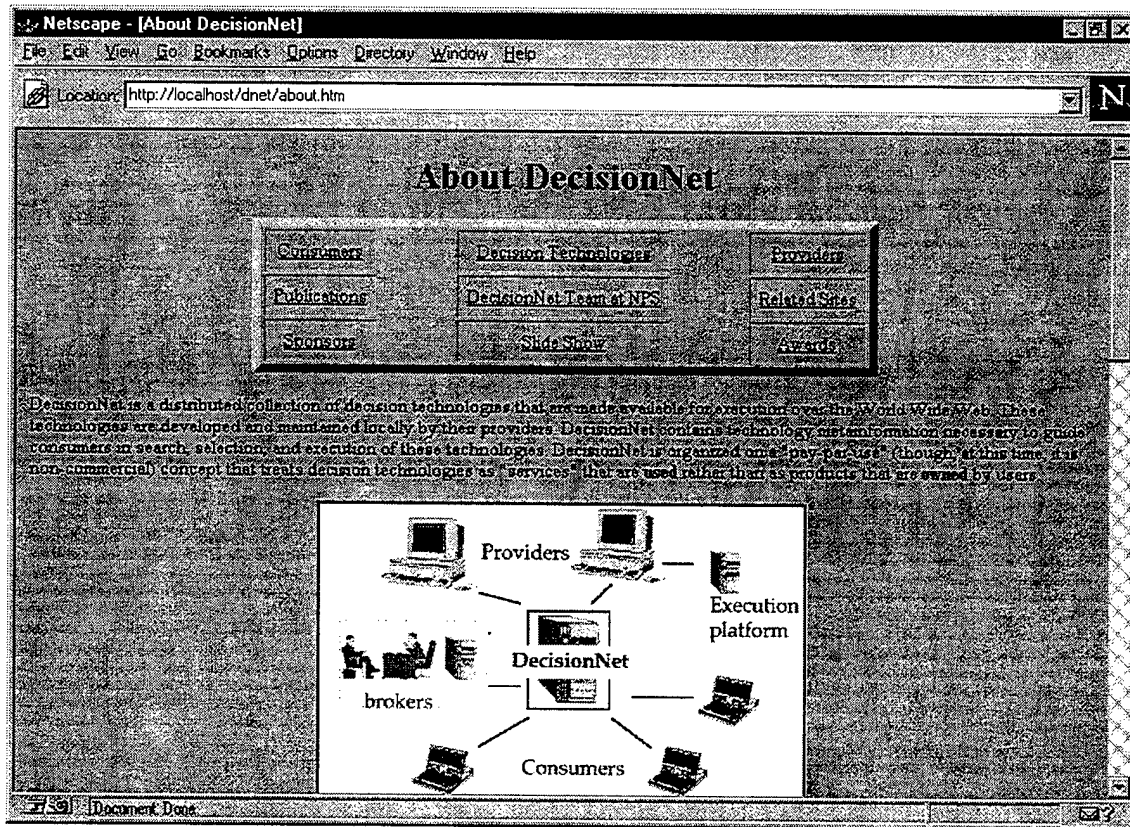 Netscape - [About DecisionNet]
File Edit View Go Bookmarks Options Directory Window Help
Location: http://localhost/dnet/about.htm
N
About DecisionNet
Consumers Decision Technologies Providers
Publications DecisionNet Team at NPS Related Sites
Sponsors Slide Show Awards
DecisionNet is a distributed collection of decision technologies that are made available for execution over the World Wide Web. These
technologies are developed and maintained locally by their providers. DecisionNet contains technology metainformation necessary to guide
consumers in search, selection, and execution of these technologies. DecisionNet is organized on a "pay-per-use" (though, at this time, it is
non-commercial) concept that treats decision technologies as "services" that are used rather than as products that are owned by users.
Providers
Execution
platform
DecisionNet
brokers
Consumers
Document: Done
?